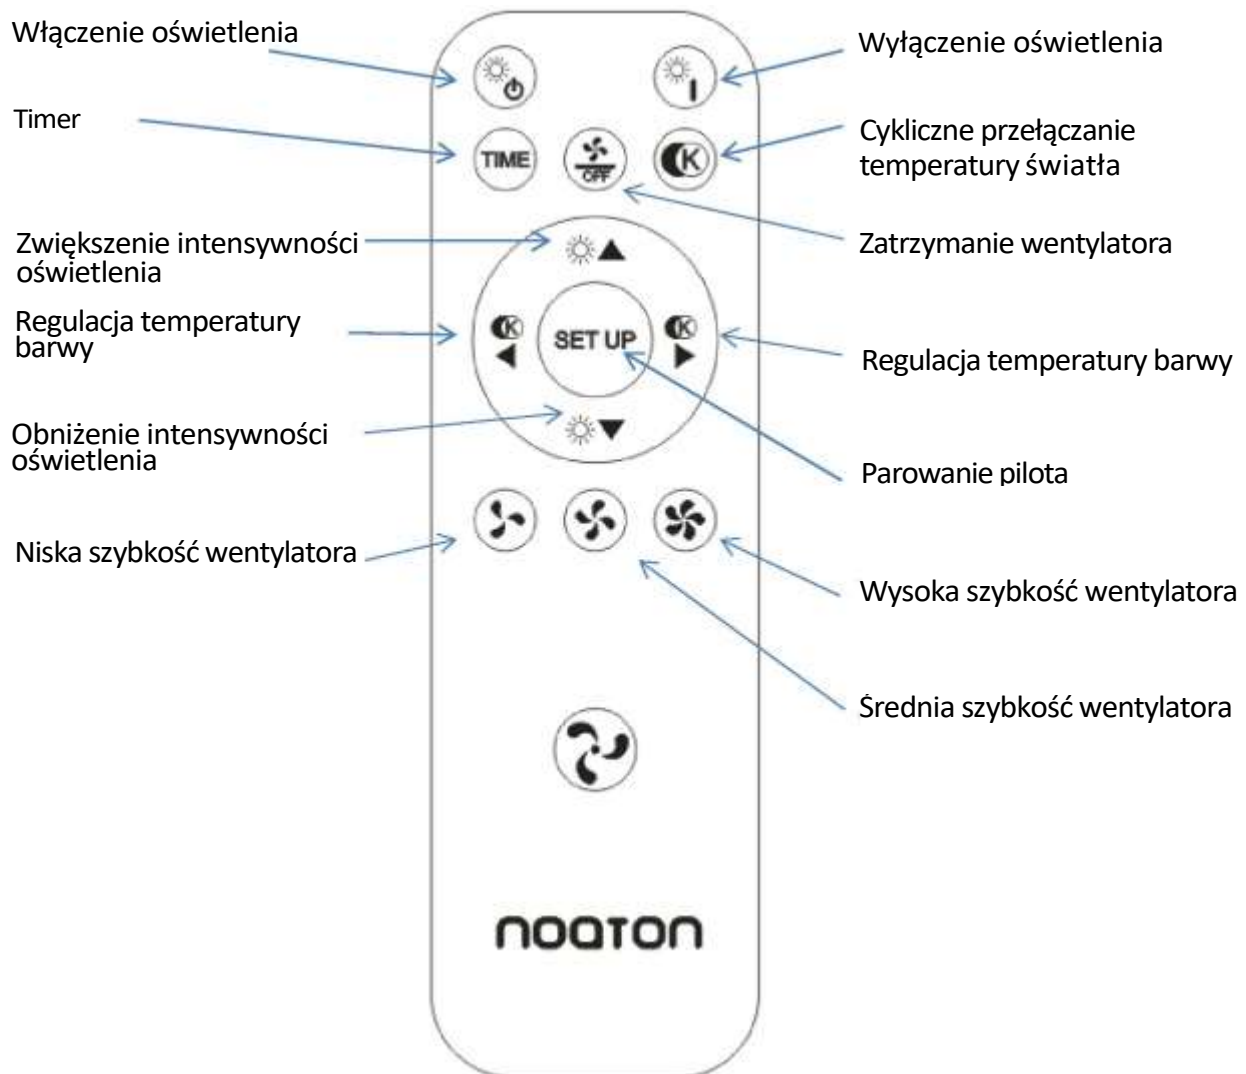 Włączenie oświetlenia
Wyłączenie oświetlenia
Timer
TIME
OFF
K
Cykliczne przełączanie
temperatury światła
Zwiększenie intensywności
oświetlenia
Zatrzymanie wentylatora
Regulacja temperatury
barwy
K
SET UP
K
Regulacja temperatury barwy
Obniżenie intensywności
oświetlenia
Parowanie pilota
Niska szybkość wentylatora
Wysoka szybkość wentylatora
Średnia szybkość wentylatora
noaton